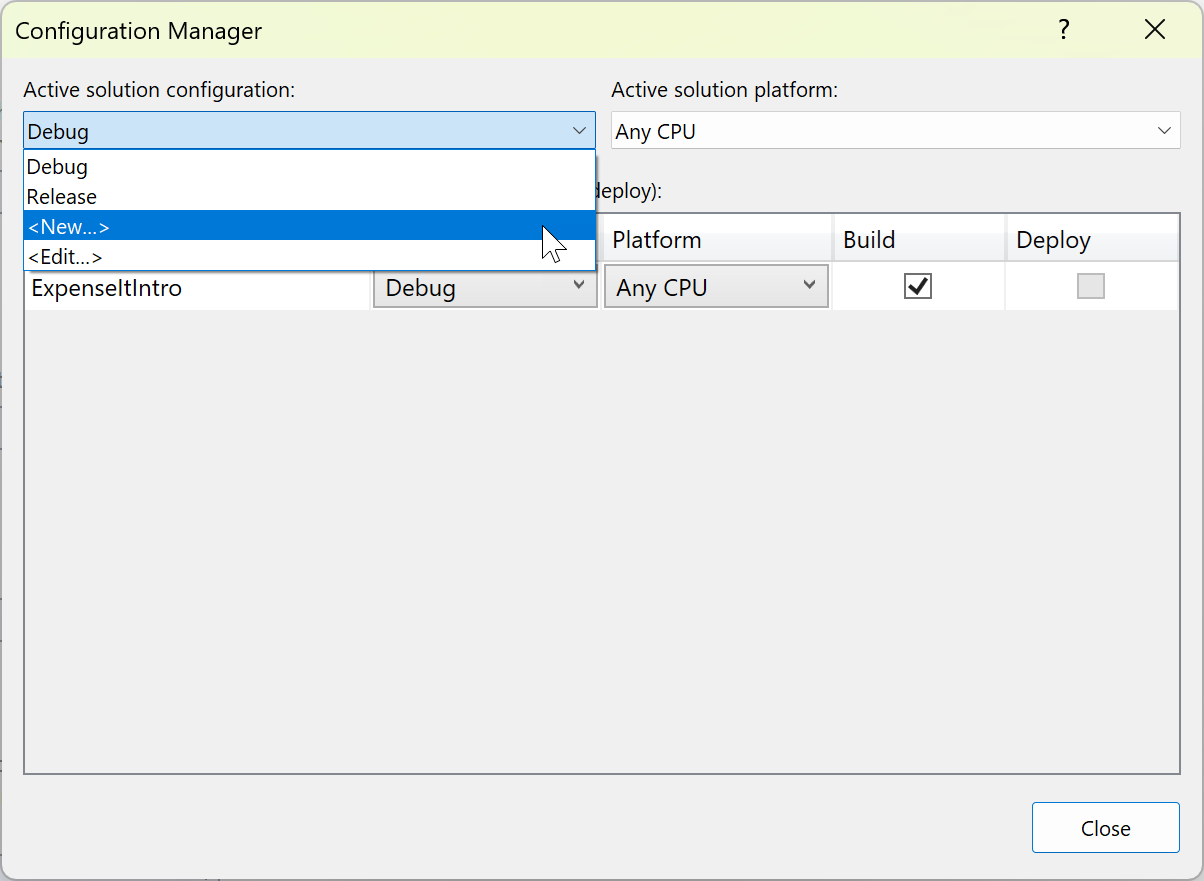 Configuration Manager ?
Active solution configuration: Active solution platform:
Debug Any CPU
Debug
Release
deploy):
<New...>
Platform Build Deploy
<Edit...>
ExpenseItIntro Debug Any CPU
Close